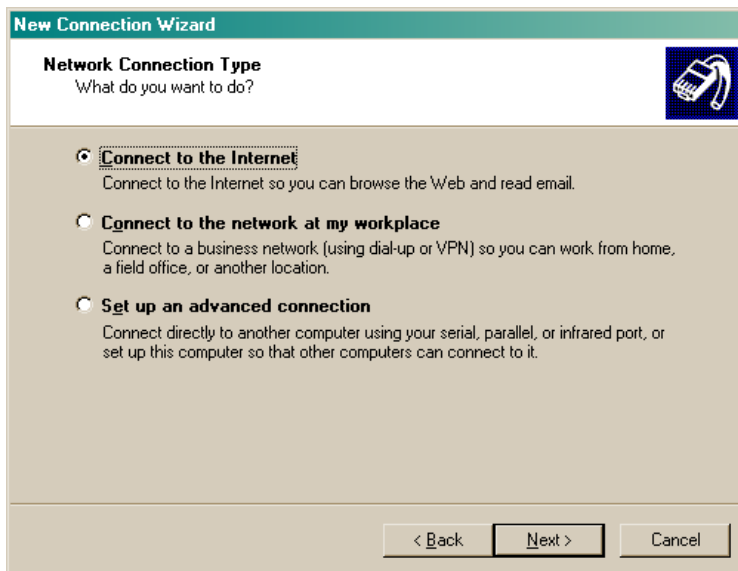 New Connection Wizard
Network Connection Type
What do you want to do?
Connect to the Internet
Connect to the Internet so you can browse the Web and read email.
Connect to the network at my workplace
Connect to a business network (using dial-up or VPN) so you can work from home,
a field office, or another location.
Set up an advanced connection
Connect directly to another computer using your serial, parallel, or infrared port, or
set up this computer so that other computers can connect to it.
< Back
Next >
Cancel